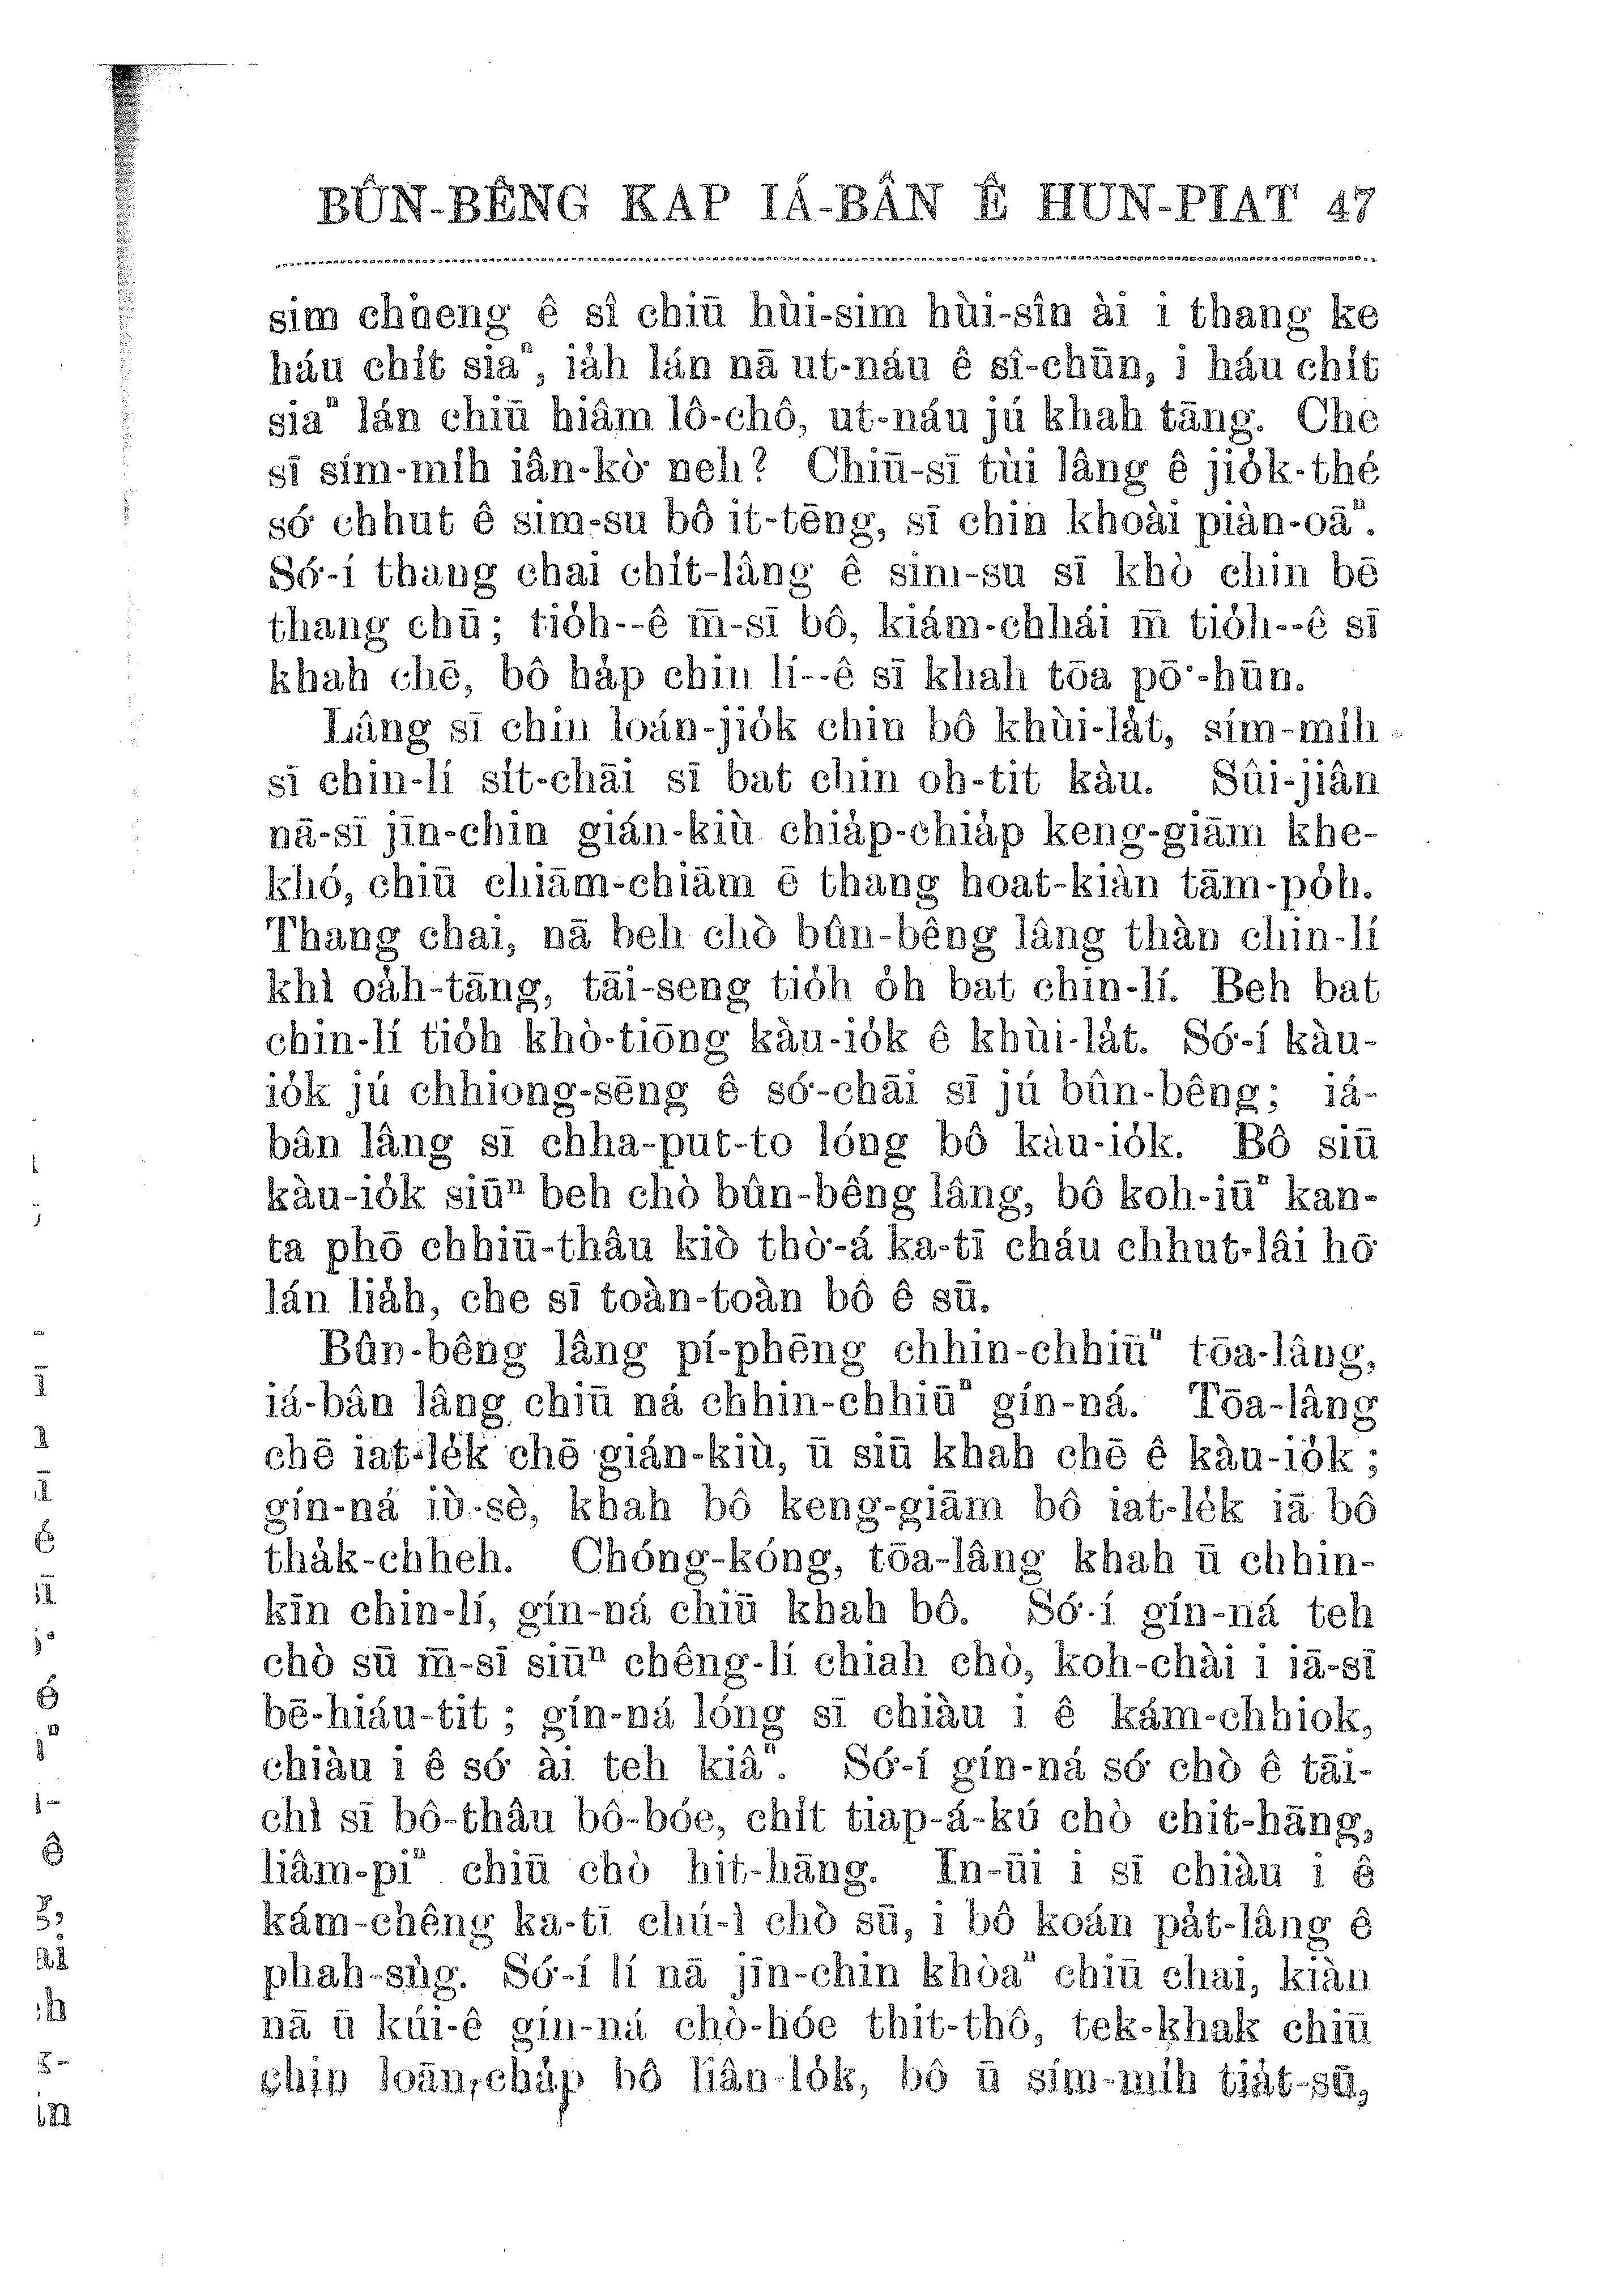 BÛN-BÊNG KAP IÁ-BÂN Ê HUN-PIAT 47
sim chheng ê sî chiū hùi-sim hùi-sîn ài i thang ke
háu chi̍t siaⁿ, ia̍h lán nā ut-náu ê sî-chūn, i háu chi̍t
siaⁿ lán chiū hiâm lô-chô, ut-náu jú khah tāng. Che
sī sím-mih iân-kò͘ neh? Chiū-sī tùi lâng ê jio̍k-thé
só͘ chhut ê sim-su bô it-tēng, sī chin khoài piàn-oāⁿ.
Só͘-í thang chai chi̍t-lâng ê sim-su sī khò chin bē
thang chū; tio̍h--ê m̄-sī bô, kiám-chhái m̄ tio̍h--ê sī
khah chē, bô ha̍p chin lí--ê sī khah tōa pō͘-hūn.
Lâng sī chin loán-jio̍k chin bô khùi-la̍t, sím-mih
sī chin-lí si̍t-chāi sī bat chin oh-tit kàu. Sûi-jiân
nā-sī jīn-chin gián-kiù chia̍p-chia̍p keng-giām khe-
khó, chiū chiām-chiām ē thang hoat-kiàn tām-po̍h.
Thang chai, nā beh chò bûn-bêng lâng thàn chin-lí
khì oa̍h-tāng, tāi-seng tio̍h o̍h bat chin-lí. Beh bat
chin-lí tio̍h khò-tiōng kàu-io̍k ê khùi-la̍t. Só͘-í kàu-
io̍k jú chhiong-sēng ê só͘-chāi sī jú bûn-bêng; iá-
bân lâng sī chha-put-to lóng bô kàu-io̍k. Bô siū
kàu-io̍k siūⁿ beh chò bûn-bêng lâng, bô koh-iūⁿ kan-
ta phō chhiū-thâu kiò thò͘-á ka-tī cháu chhut-lâi hō͘
lán lia̍h, che sī toàn-toàn bô ê sū.
Bûn-bêng lâng pí-phēng chhin-chhiūⁿ tōa-lâng,
iá-bân lâng chiū ná chhin-chhiūⁿ gín-ná. Tōa-lâng
chē iat-le̍k chē gián-kiù, ū siū khah chē ê kàu-io̍k;
gín-ná iù-sè, khah bô keng-giām bô iat-le̍k iā bô
tha̍k-chheh. Chóng-kóng, tōa-lâng khah ū chhin-
kīn chin-lí, gín-ná chiū khah bô. Só͘-í gín-ná teh
chò sū m̄-sī siūⁿ chêng-lí chiah chò, koh-chài i iā-sī
bē-hiáu-tit; gín-ná lóng sī chiàu i ê kám-chhiok,
chiàu i ê só͘ ài teh kiâⁿ. Só͘-í gín-ná só͘ chò ê tāi-
chì sī bô-thâu bô-bóe, chi̍t tiap-á-kú chò chit-hāng,
liâm-piⁿ chiū chò hit-hāng. In-ūi i sī chiàu i ê
kám-chêng ka-tī chú-ì chò sū, i bô koán pa̍t-lâng ê
phah-sǹg. Só͘-í lí nā jīn-chin khòaⁿ chiū chai, kiàn
nā ū kúi-ê gín-ná chò-hóe thit-thô, tek-khak chiū
chin loān-cha̍p bô liân-lo̍k, bô ū sím-mih tia̍t-sū,